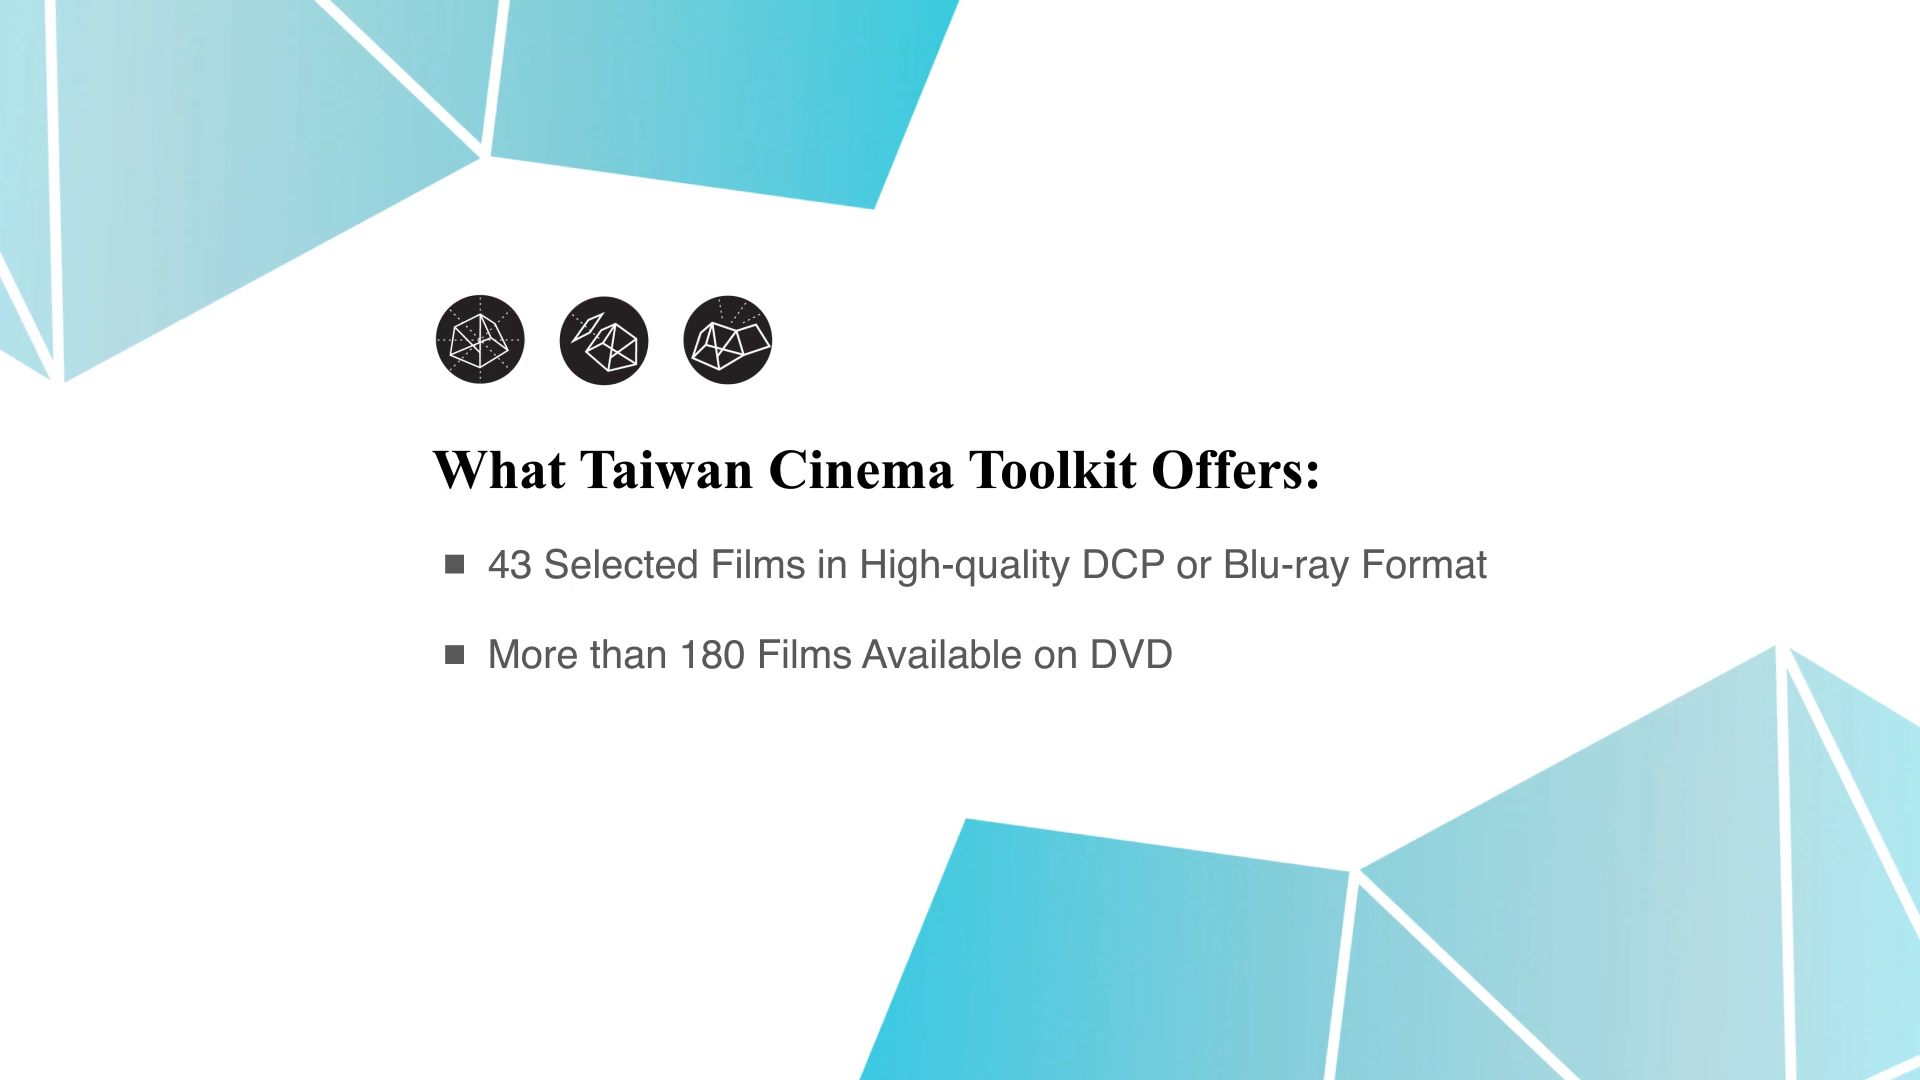 What Taiwan Cinema Toolkit Offers:
■ 43 Selected Films in High-quality DCP or Blu-ray Format
■ More than 180 Films Available on DVD